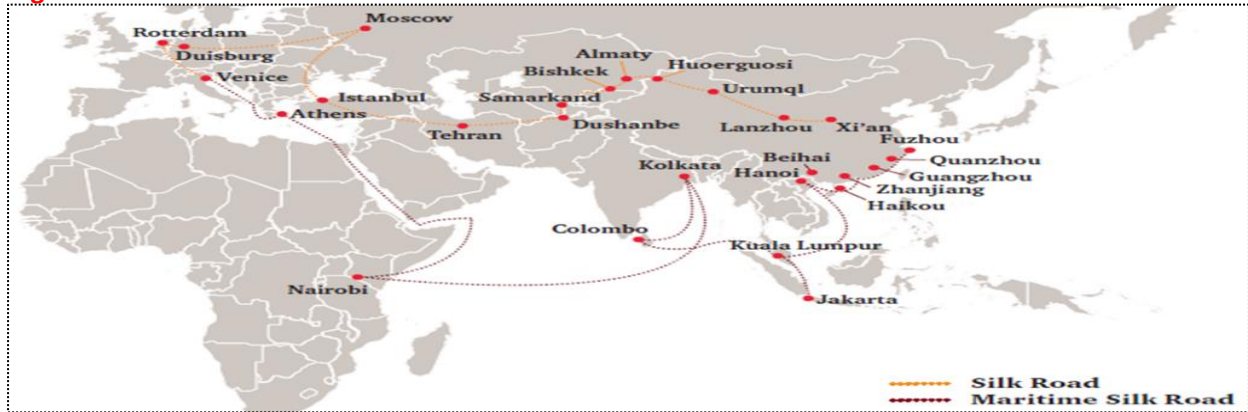 Moscow
Rotterdam
Duisburg
Venice
Almaty
Huoerguosi
Bishkek
Urumql
Istanbul
Samarkand
Athens
Tehran
Dushanbe
Lanzhou
Xi'an
Fuzhou
Kolkata
Beihai
Quanzhou
Hanoi
Guangzhou
Zhanjiang
Haikou
Colombo
Kuala Lumpur
Nairobi
Jakarta
Silk Road
Maritime Silk Road